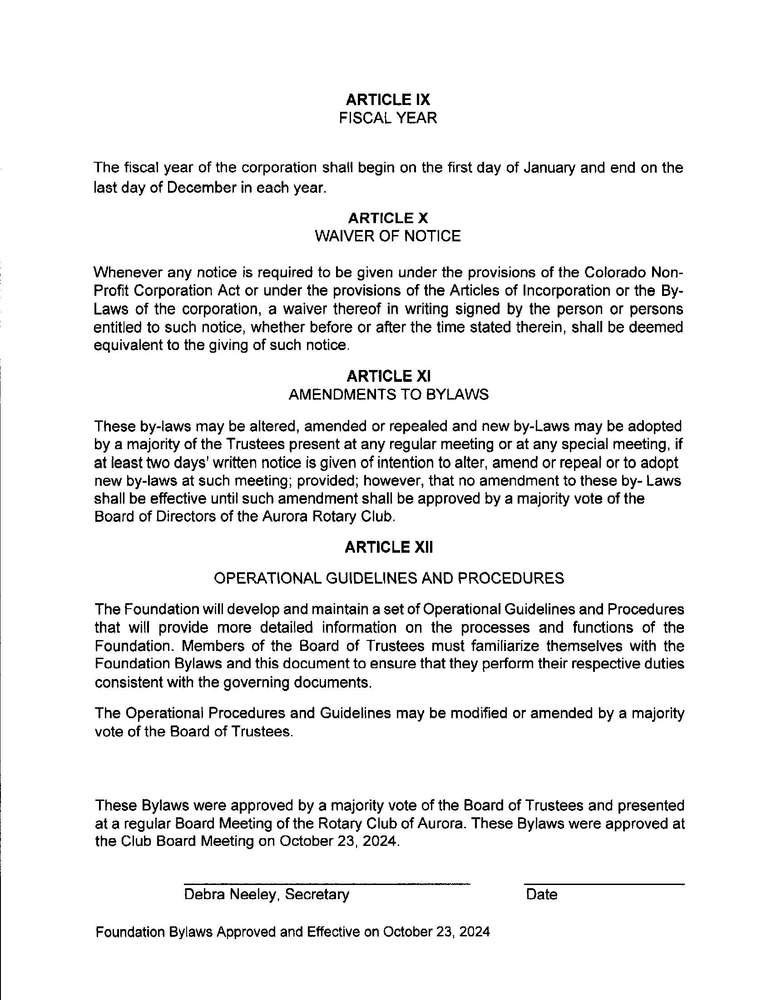 ARTICLE IX
FISCAL YEAR
The fiscal year of the corporation shall begin on the first day of January and end on the
last day of December in each year.
ARTICLE X
WAIVER OF NOTICE
Whenever any notice is required to be given under the provisions of the Colorado Non-
Profit Corporation Act or under the provisions of the Articles of Incorporation or the By-
Laws of the corporation, a waiver thereof in writing signed by the person or persons
entitled to such notice, whether before or after the time stated therein, shall be deemed
equivalent to the giving of such notice.
ARTICLE XI
AMENDMENTS TO BYLAWS
These by-laws may be altered, amended or repealed and new by-Laws may be adopted
by a majority of the Trustees present at any regular meeting or at any special meeting, if
at least two days' written notice is given of intention to alter, amend or repeal or to adopt
new by-laws at such meeting; provided; however, that no amendment to these by- Laws
shall be effective until such amendment shall be approved by a majority vote of the
Board of Directors of the Aurora Rotary Club.
ARTICLE XII
OPERATIONAL GUIDELINES AND PROCEDURES
The Foundation will develop and maintain a set of Operational Guidelines and Procedures
that will provide more detailed information on the processes and functions of the
Foundation. Members of the Board of Trustees must familiarize themselves with the
Foundation Bylaws and this document to ensure that they perform their respective duties
consistent with the governing documents.
The Operational Procedures and Guidelines may be modified or amended by a majority
vote of the Board of Trustees.
These Bylaws were approved by a majority vote of the Board of Trustees and presented
at a regular Board Meeting of the Rotary Club of Aurora. These Bylaws were approved at
the Club Board Meeting on October 23, 2024.
Debra Neeley, Secretary Date
Foundation Bylaws Approved and Effective on October 23, 2024